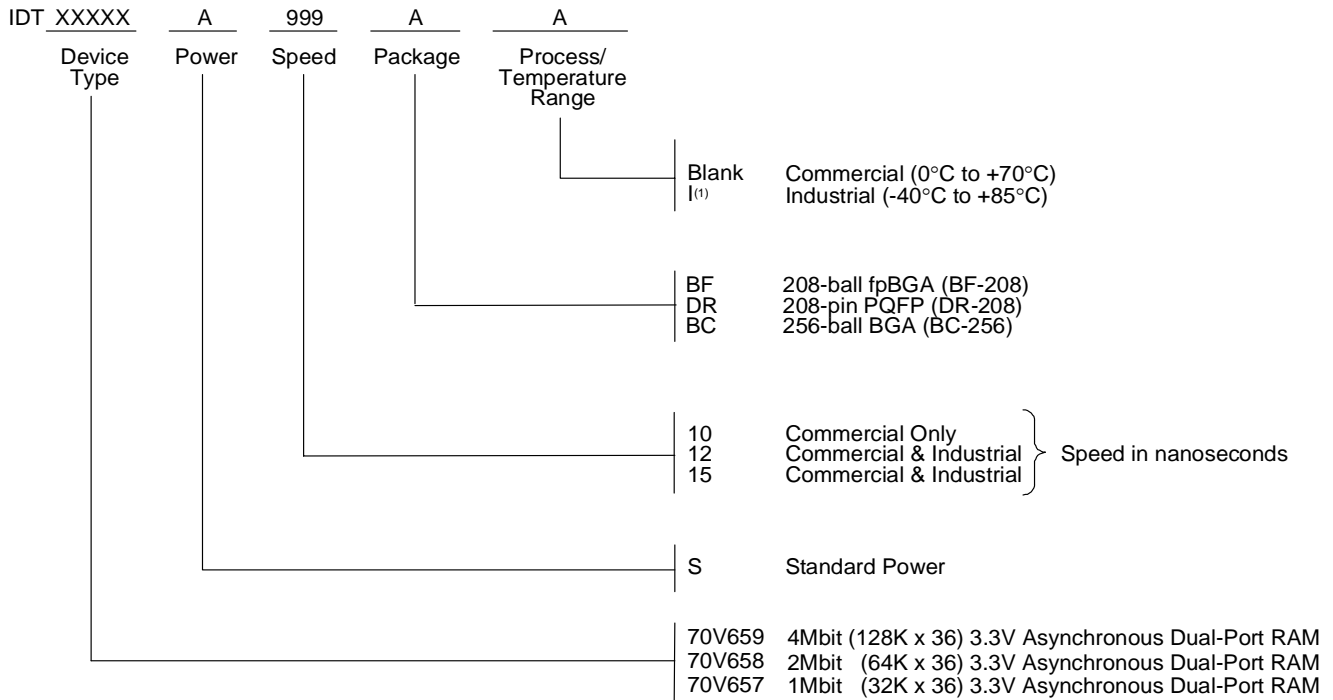 IDT XXXXX A 999 A A
Device Type Power Speed Package Process/ Temperature Range
Blank Commercial (0°C to +70°C)
I(1) Industrial (-40°C to +85°C)
BF 208-ball fpBGA (BF-208)
DR 208-pin PQFP (DR-208)
BC 256-ball BGA (BC-256)
10 Commercial Only
12 Commercial & Industrial Speed in nanoseconds
15 Commercial & Industrial
S Standard Power
70V659 4Mbit (128K x 36) 3.3V Asynchronous Dual-Port RAM
70V658 2Mbit (64K x 36) 3.3V Asynchronous Dual-Port RAM
70V657 1Mbit (32K x 36) 3.3V Asynchronous Dual-Port RAM